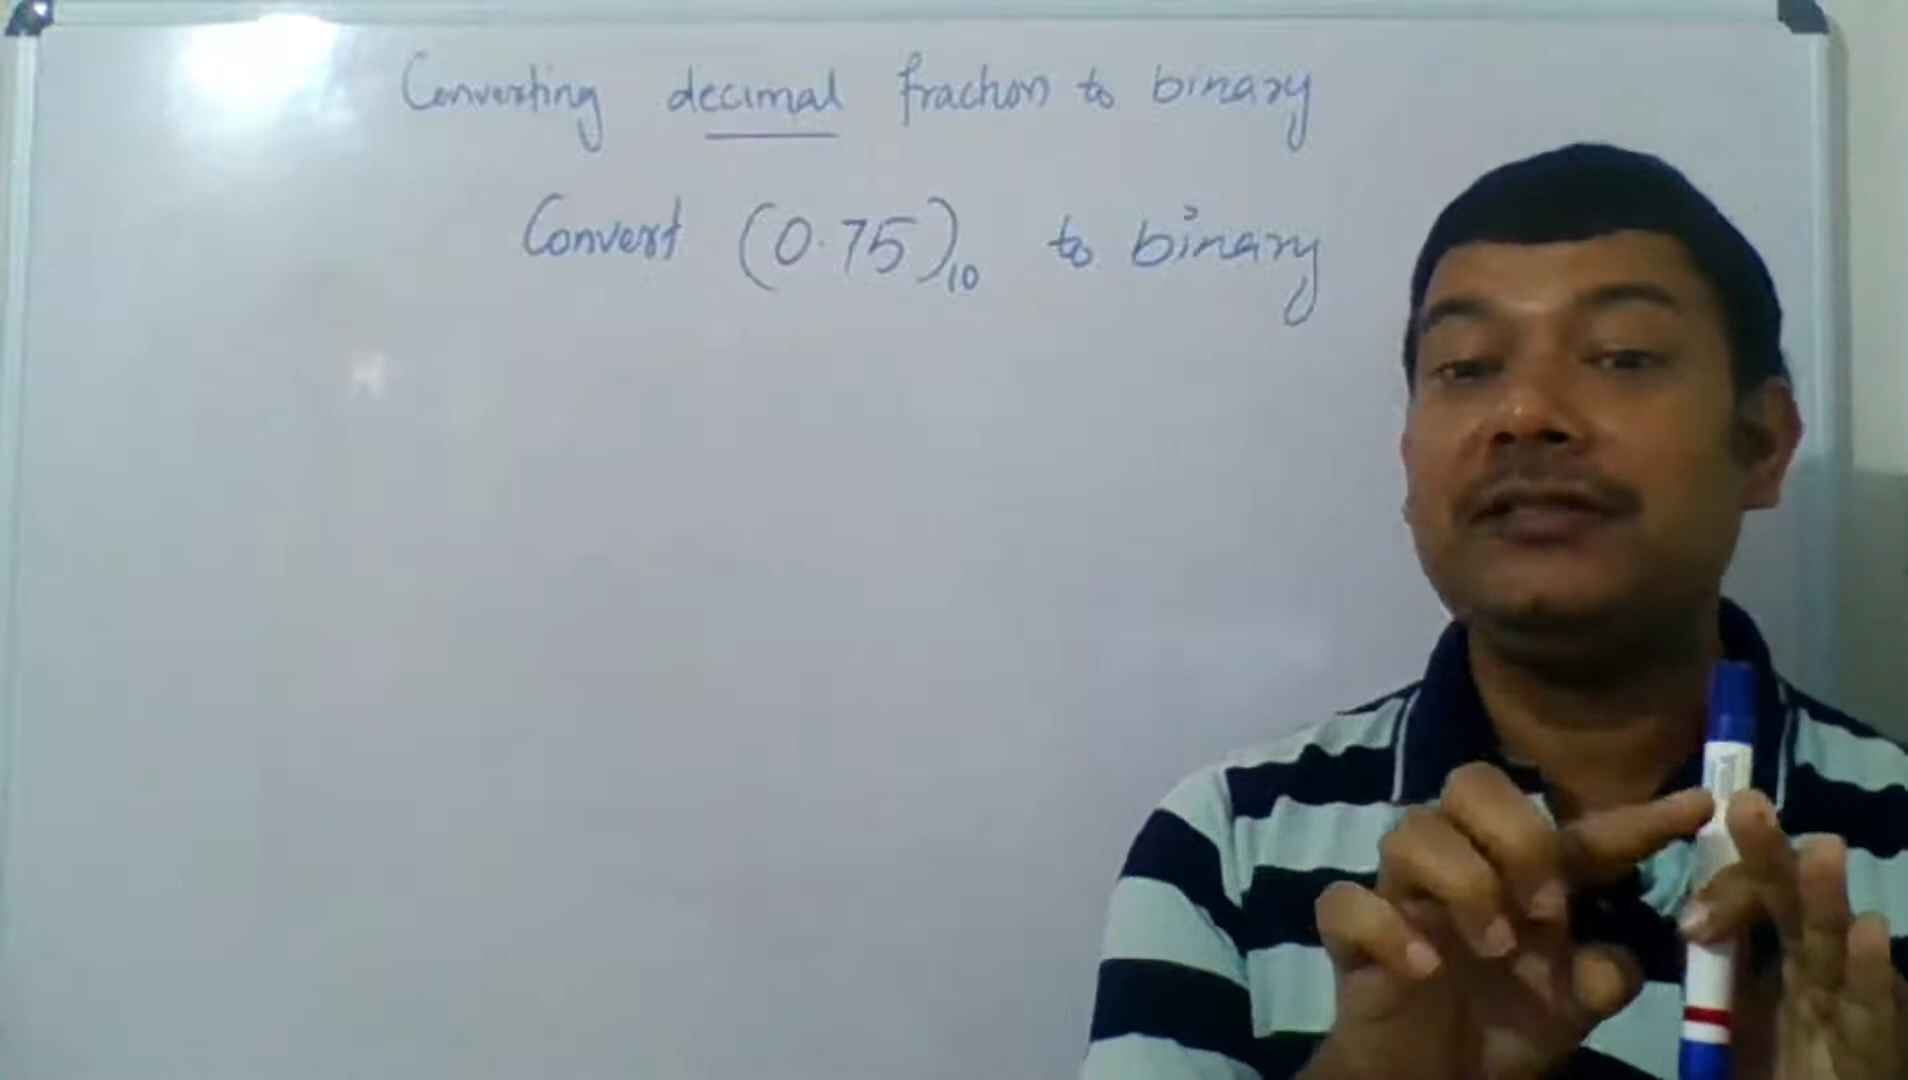 Converting decimal fraction to binary
Convert (0.75)₁₀ to binary